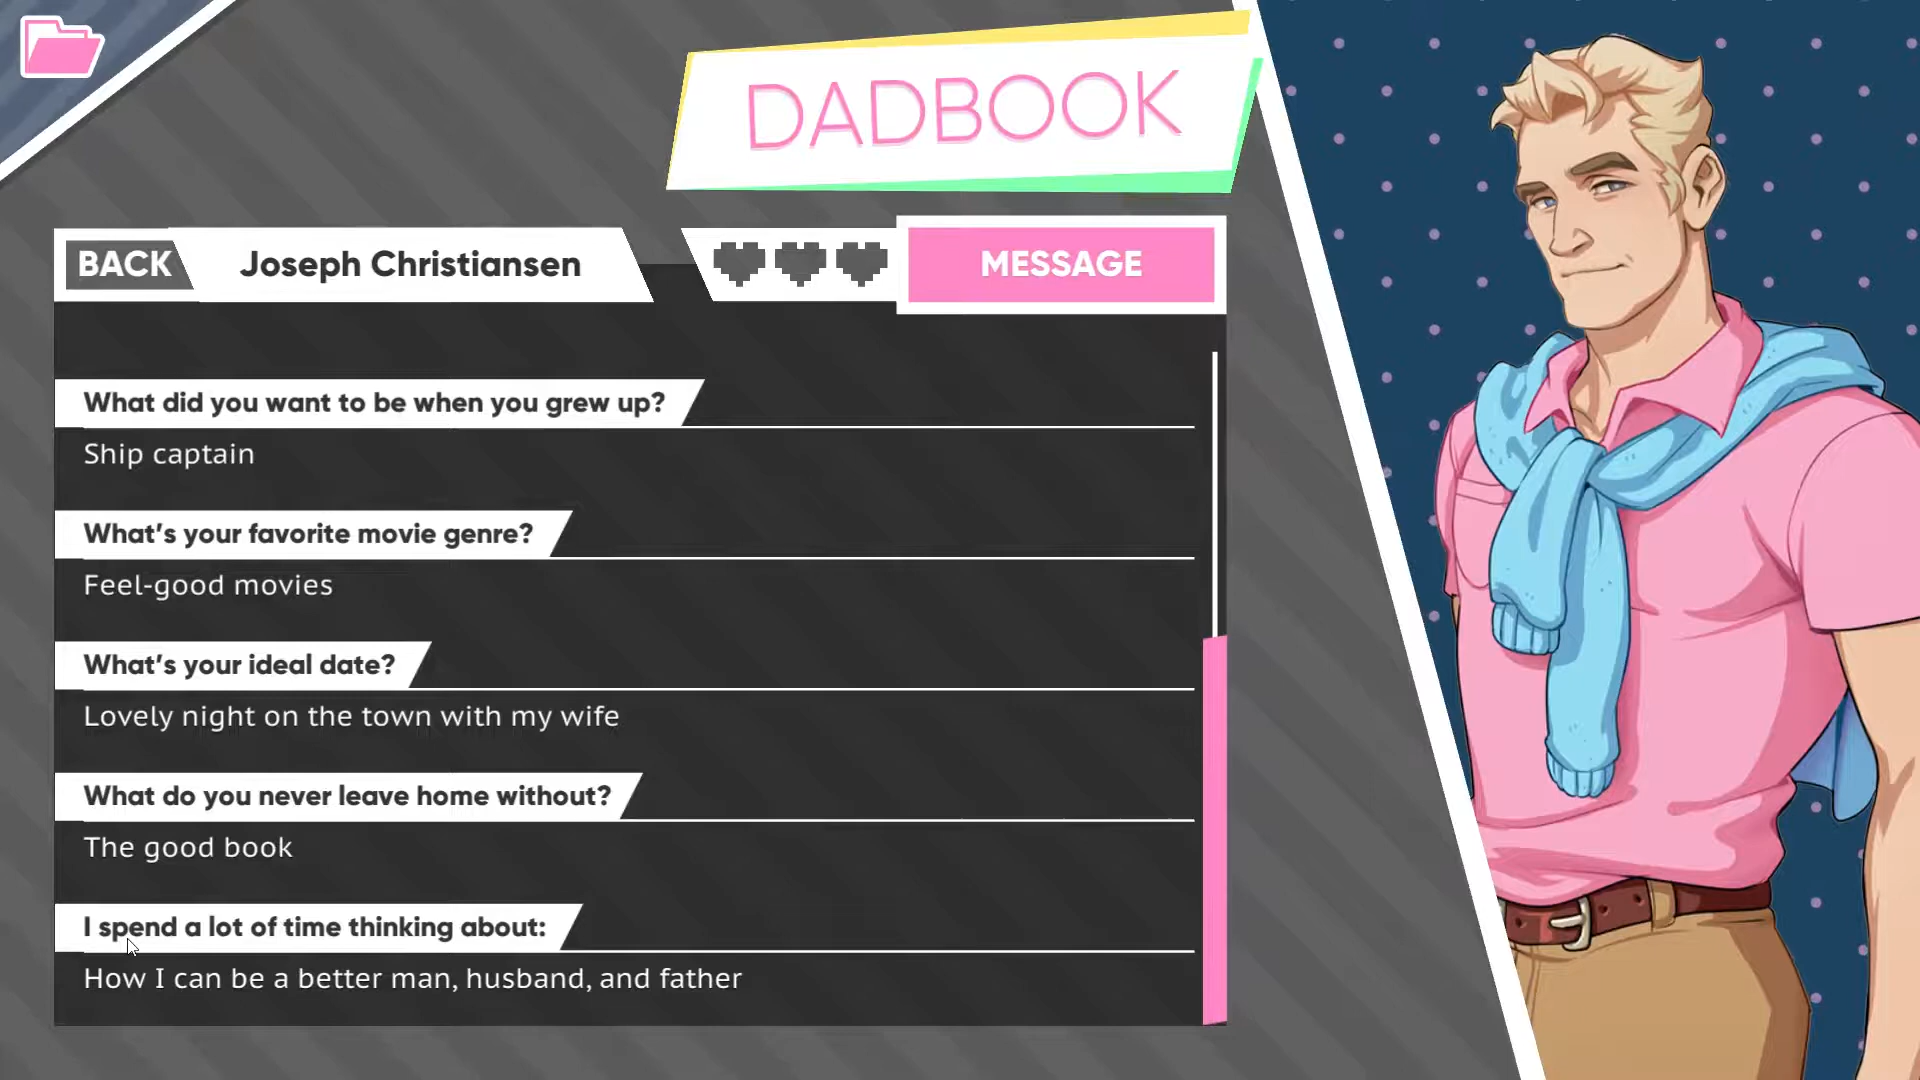 DADBOOK
BACK
Joseph Christiansen
MESSAGE
What did you want to be when you grew up?
Ship captain
What's your favorite movie genre?
Feel-good movies
What's your ideal date?
Lovely night on the town with my wife
What do you never leave home without?
The good book
I spend a lot of time thinking about:
How I can be a better man, husband, and father